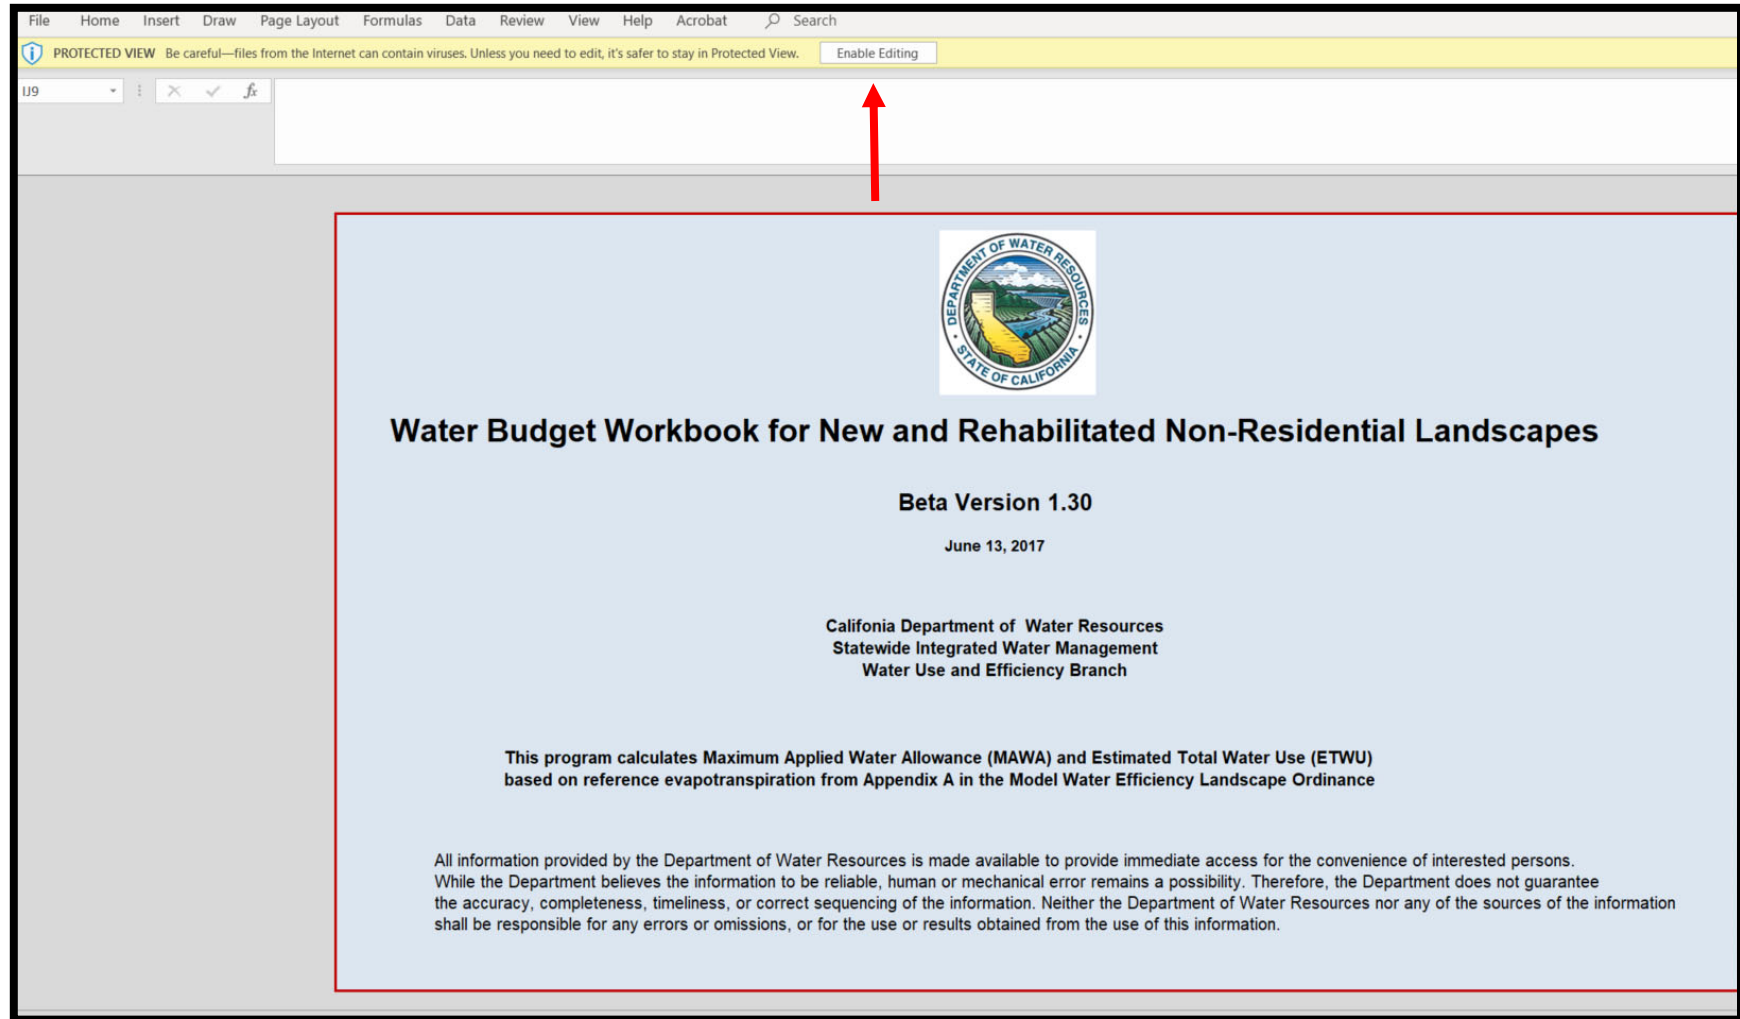 File Home Insert Draw Page Layout Formulas Data Review View Help Acrobat Search
PROTECTED VIEW Be careful—files from the Internet can contain viruses. Unless you need to edit, it's safer to stay in Protected View. Enable Editing
IJ9 fx
DEPARTMENT OF WATER RESOURCES
STATE OF CALIFORNIA
Water Budget Workbook for New and Rehabilitated Non-Residential Landscapes
Beta Version 1.30
June 13, 2017
Califonia Department of Water Resources
Statewide Integrated Water Management
Water Use and Efficiency Branch
This program calculates Maximum Applied Water Allowance (MAWA) and Estimated Total Water Use (ETWU)
based on reference evapotranspiration from Appendix A in the Model Water Efficiency Landscape Ordinance
All information provided by the Department of Water Resources is made available to provide immediate access for the convenience of interested persons.
While the Department believes the information to be reliable, human or mechanical error remains a possibility. Therefore, the Department does not guarantee
the accuracy, completeness, timeliness, or correct sequencing of the information. Neither the Department of Water Resources nor any of the sources of the information
shall be responsible for any errors or omissions, or for the use or results obtained from the use of this information.